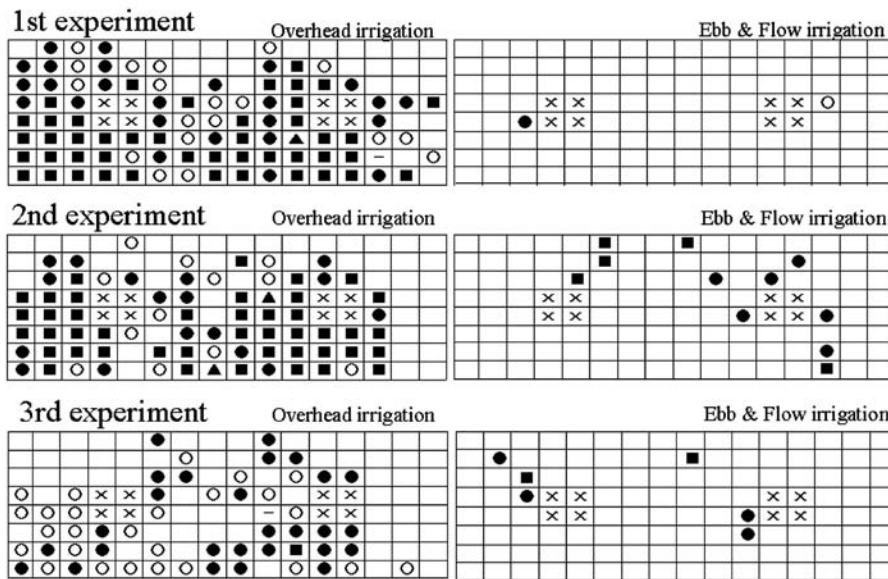 1st experiment
Overhead irrigation
Ebb & Flow irrigation
2nd experiment
Overhead irrigation
Ebb & Flow irrigation
3rd experiment
Overhead irrigation
Ebb & Flow irrigation